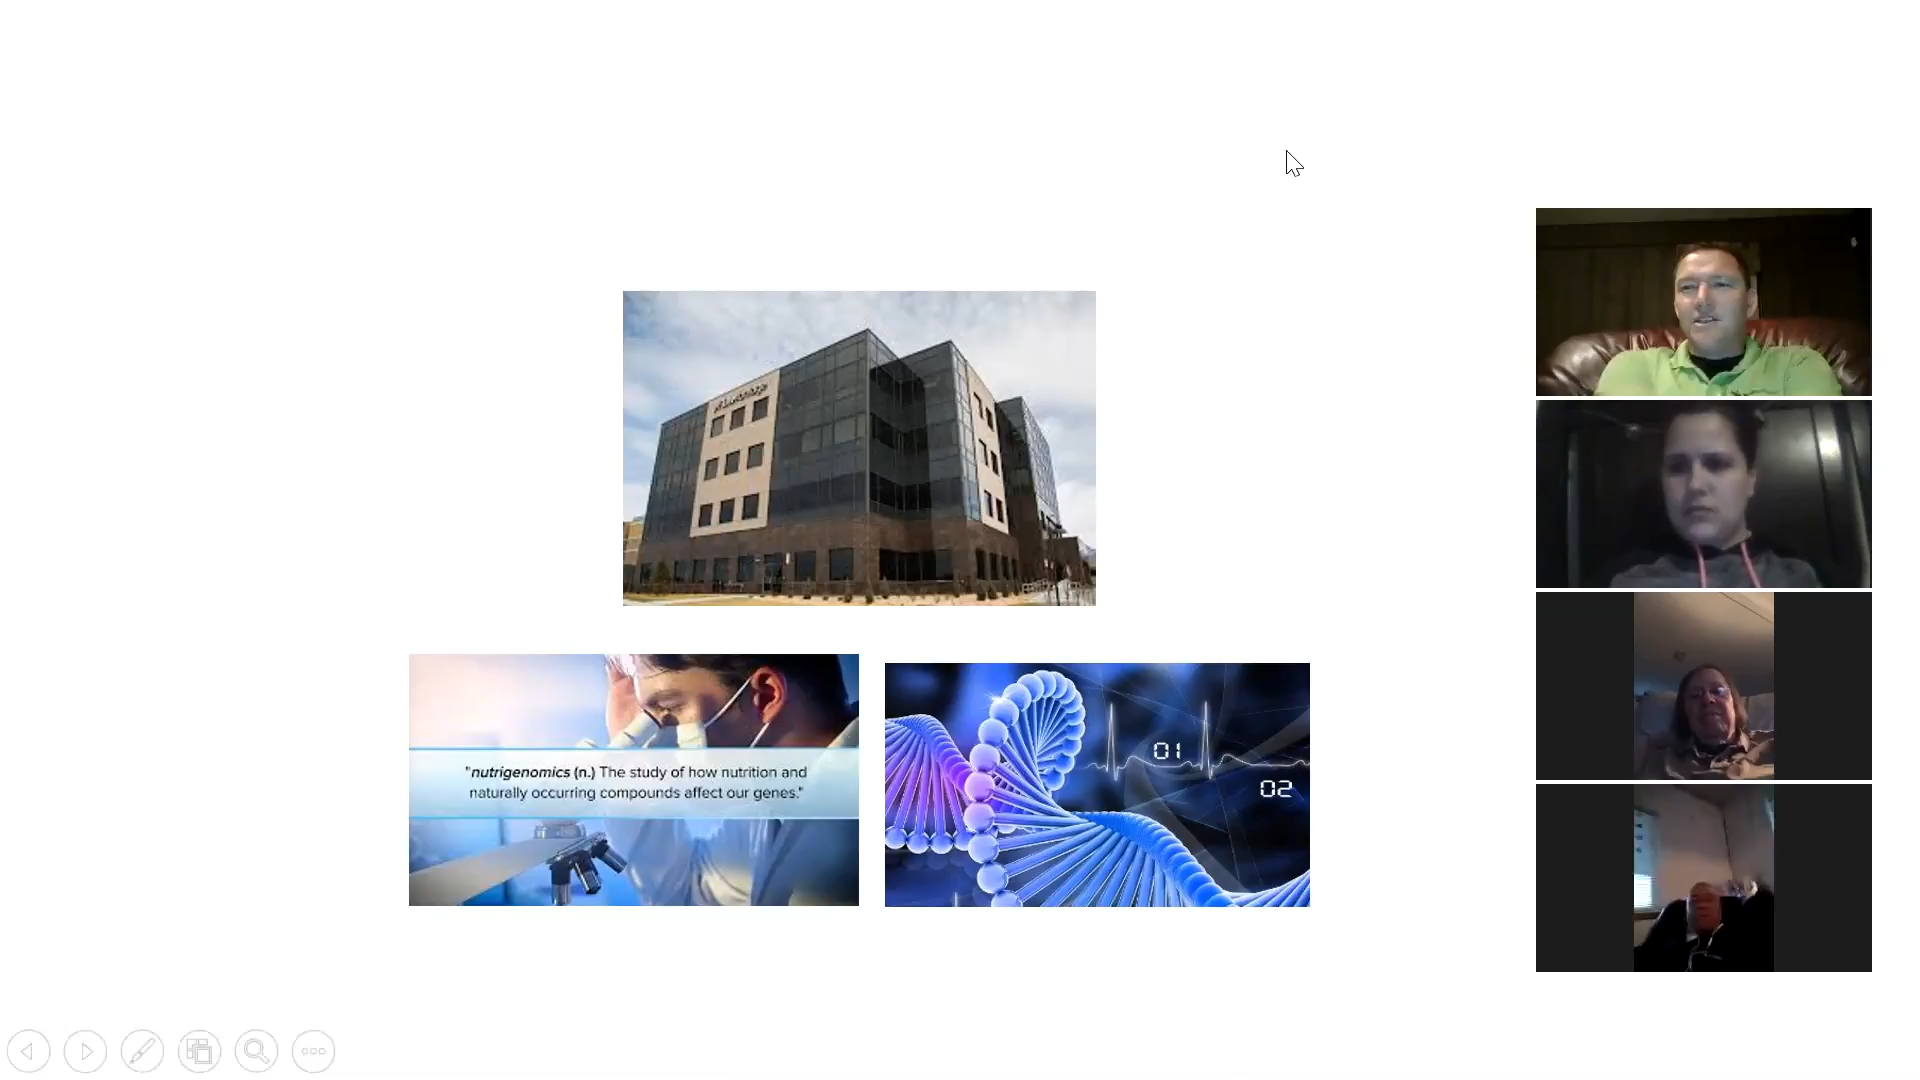 "nutrigenomics (n.) The study of how nutrition and
naturally occurring compounds affect our genes."
01
02